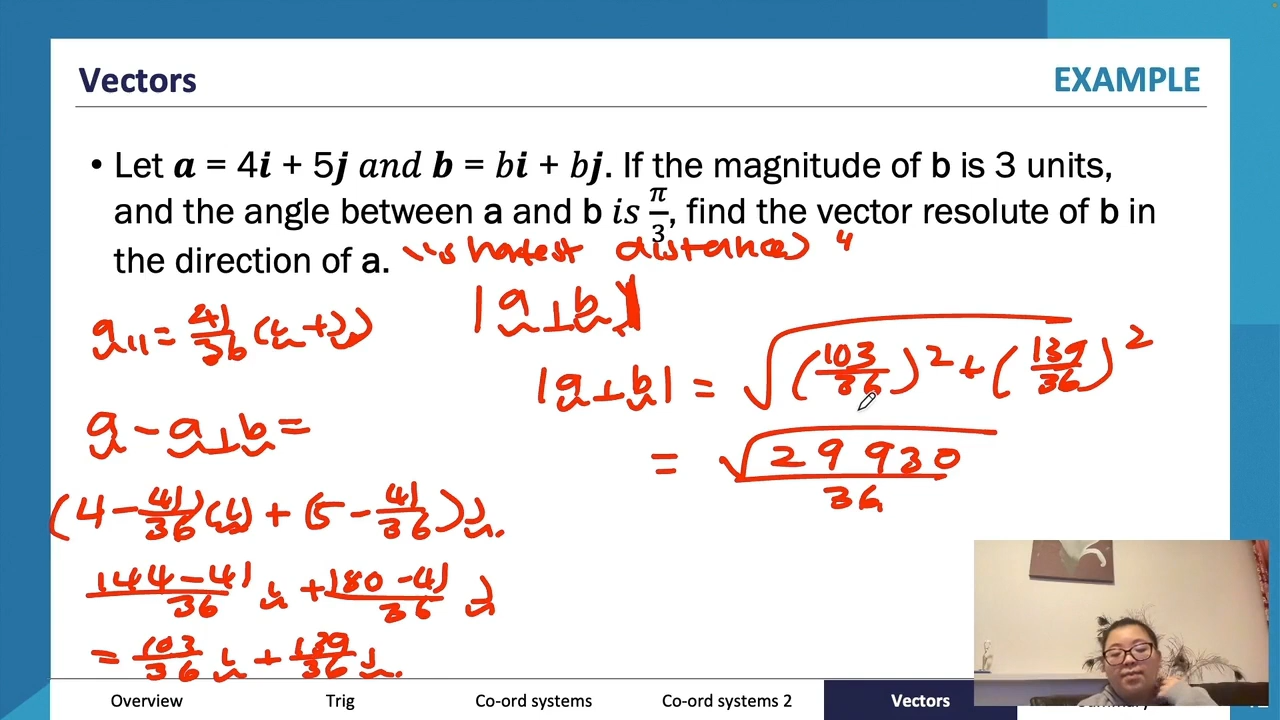 Vectors
EXAMPLE
• Let a = 4i + 5j and b = bi + bj. If the magnitude of b is 3 units,
and the angle between a and b is π/3, find the vector resolute of b in
the direction of a.
"shortest distance"
a|| = 41/36 (i + j)
|a⊥b|
|a⊥b| = √((103/36)² + (139/36)²)
= √29930/36
a - a⊥b =
(4 - 41/36)(i) + (5 - 41/36)j.
(144 - 41)/36 i + (180 - 41)/36 j
= 103/36 i + 139/36 j.
Overview
Trig
Co-ord systems
Co-ord systems 2
Vectors